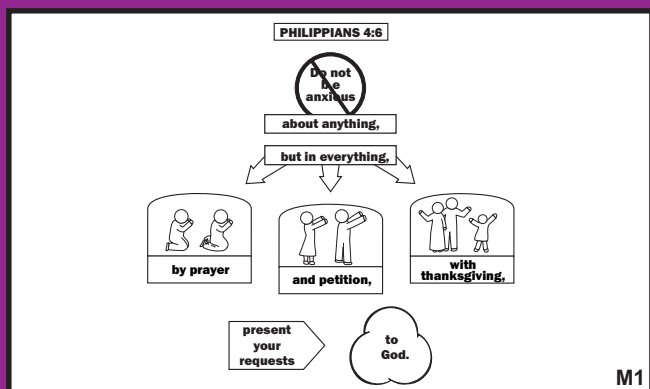 PHILIPPIANS 4:6
Do not
be
anxious
about anything,
but in everything,
by prayer
and petition,
with
thanksgiving,
present
your
requests
to
God.
M1